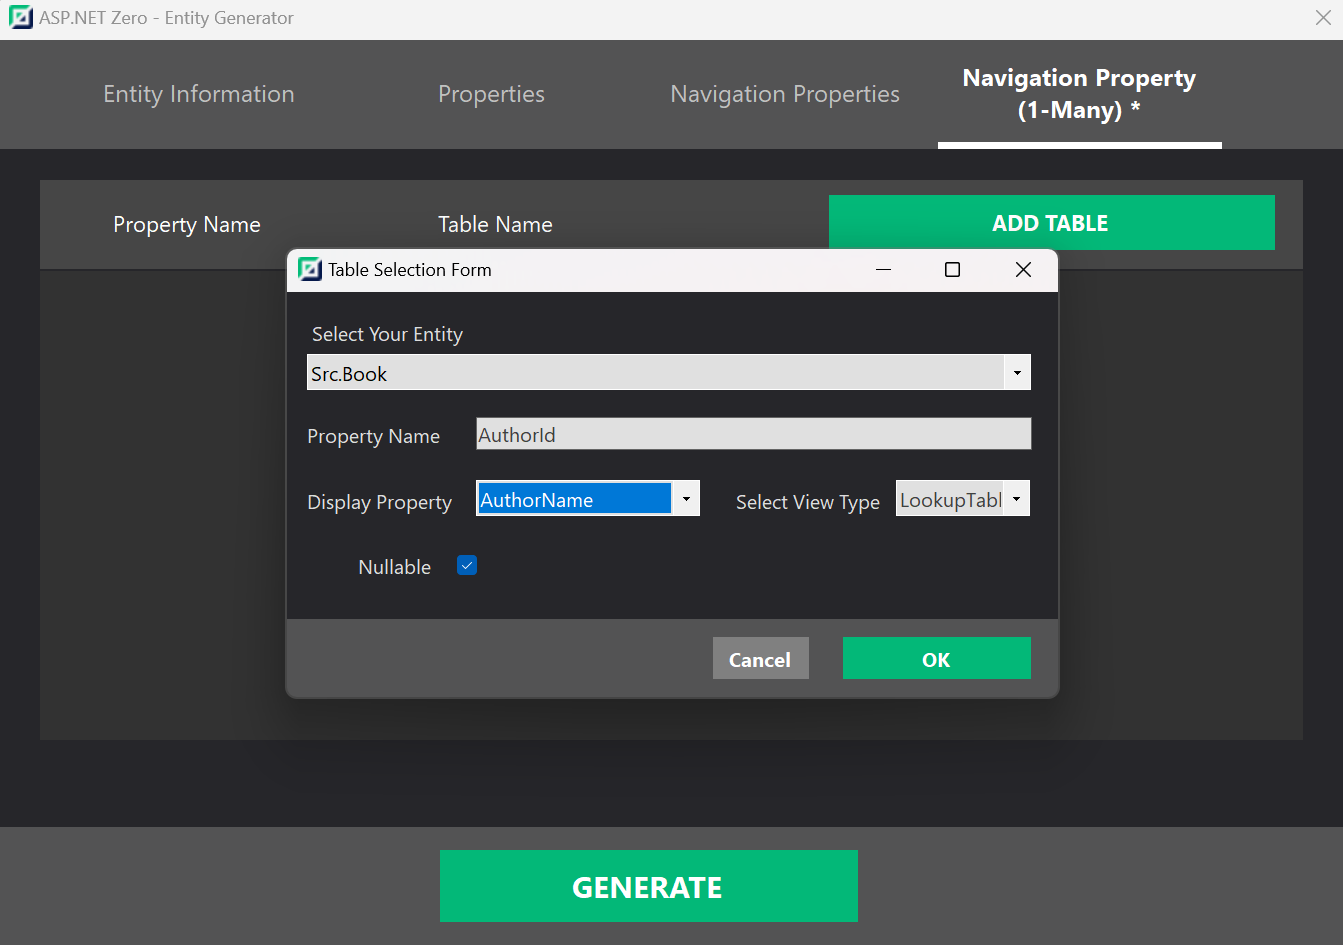 ASP.NET Zero - Entity Generator
Entity Information
Properties
Navigation Properties
Navigation Property
(1-Many) *
Property Name
Table Name
ADD TABLE
Table Selection Form
Select Your Entity
Src.Book
Property Name
AuthorId
Display Property
AuthorName
Select View Type
LookupTabl
Nullable
Cancel
OK
GENERATE